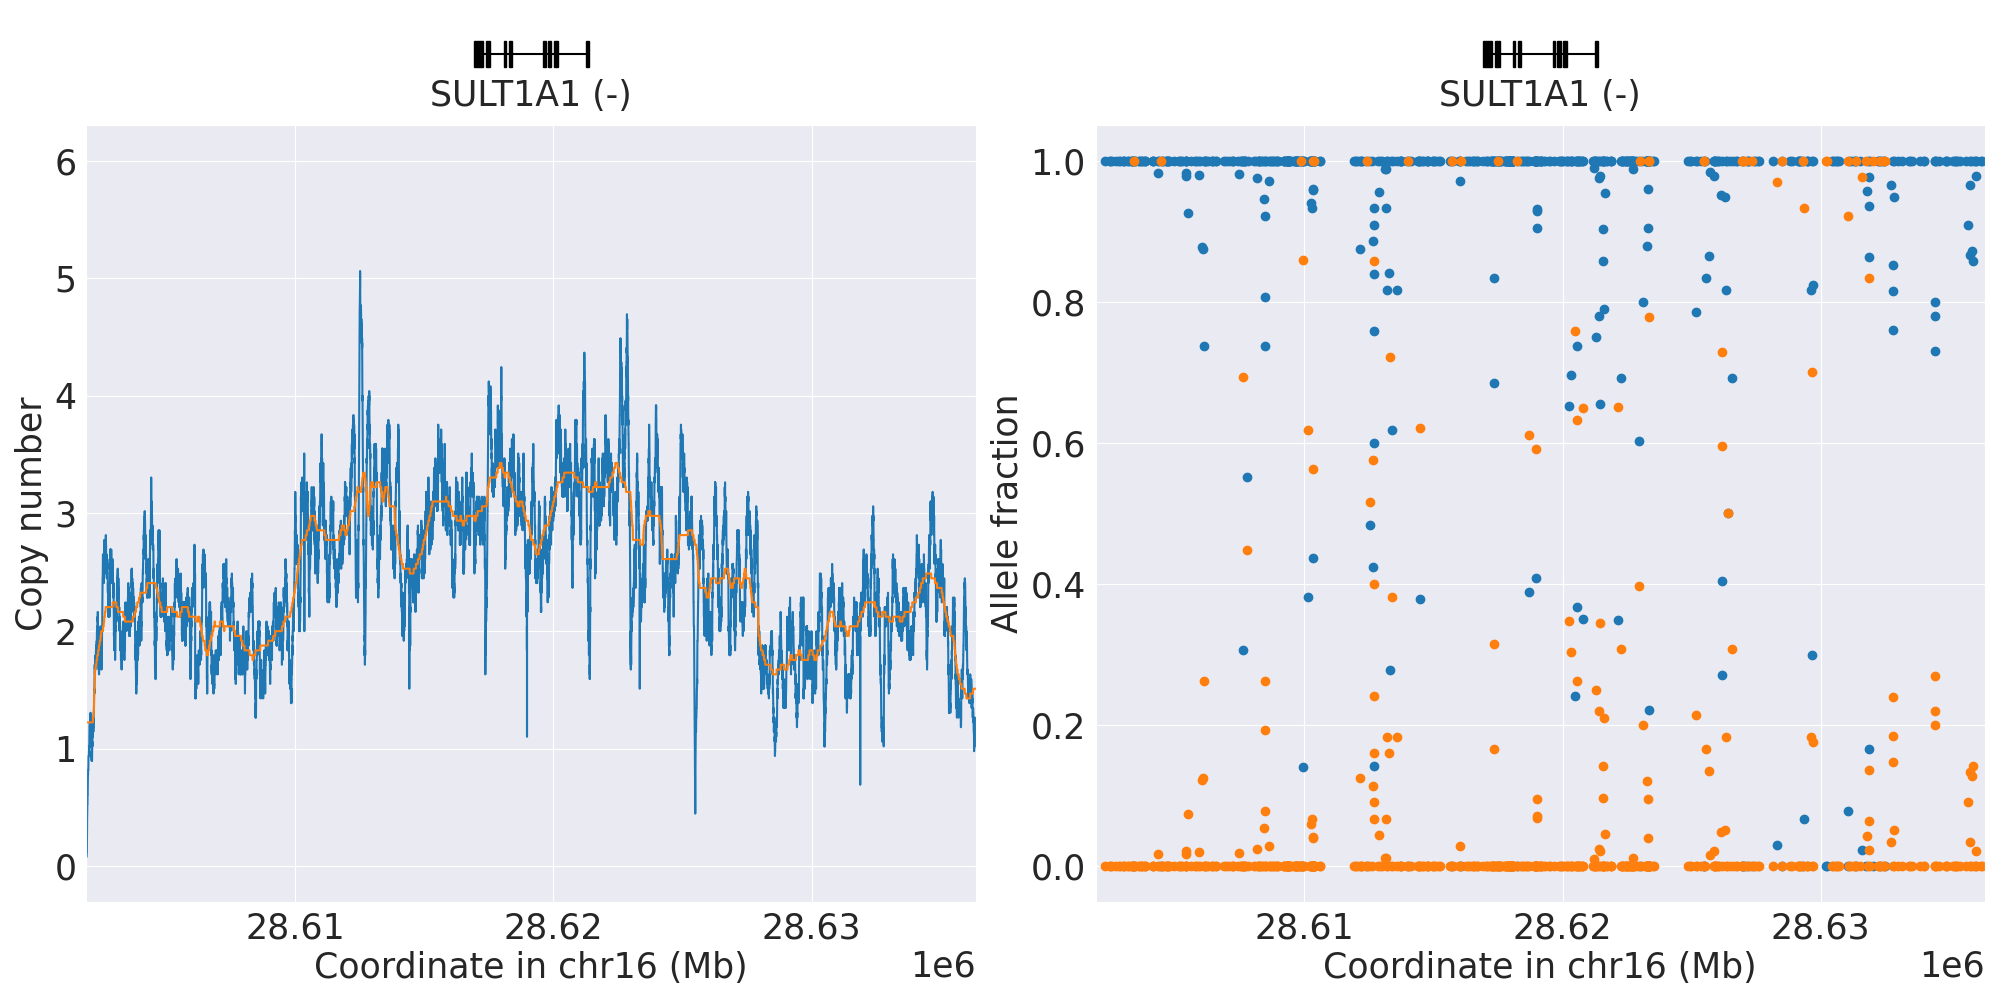 SULT1A1 (-)
6
5
4
3
2
1
0
Copy number
28.61
28.62
28.63
Coordinate in chr16 (Mb)
1e6
SULT1A1 (-)
1.0
0.8
0.6
0.4
0.2
0.0
Allele fraction
28.61
28.62
28.63
Coordinate in chr16 (Mb)
1e6